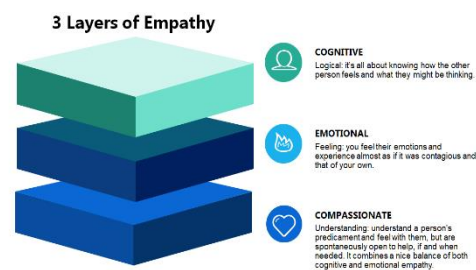 3 Layers of Empathy
COGNITIVE
Logical: it's all about knowing how the other
person feels and what they might be thinking.
EMOTIONAL
Feeling: you feel their emotions and
experience almost as if it was contagious and
that of your own.
COMPASSIONATE
Understanding: understand a person's
predicament and feel with them, but are
spontaneously open to help, if and when
needed. It combines a nice balance of both
cognitive and emotional empathy.